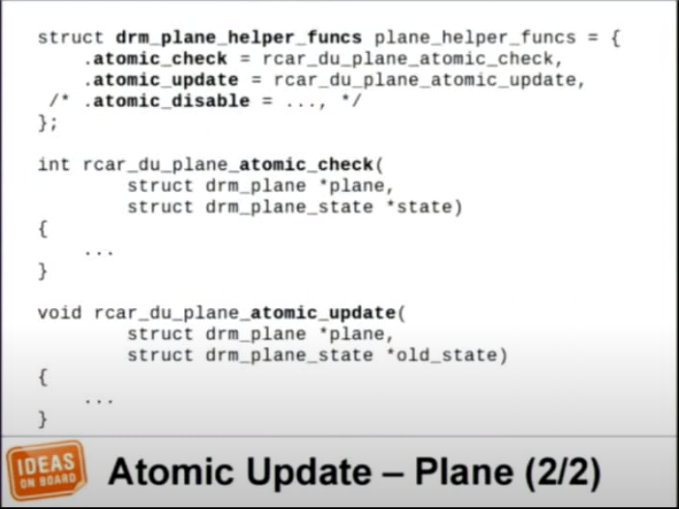 struct drm_plane_helper_funcs plane_helper_funcs = {
    .atomic_check = rcar_du_plane_atomic_check,
    .atomic_update = rcar_du_plane_atomic_update,
 /* .atomic_disable = ..., */
};
int rcar_du_plane_atomic_check(
        struct drm_plane *plane,
        struct drm_plane_state *state)
{
    ...
}
void rcar_du_plane_atomic_update(
        struct drm_plane *plane,
        struct drm_plane_state *old_state)
{
    ...
}
IDEAS
ON BOARD
Atomic Update – Plane (2/2)